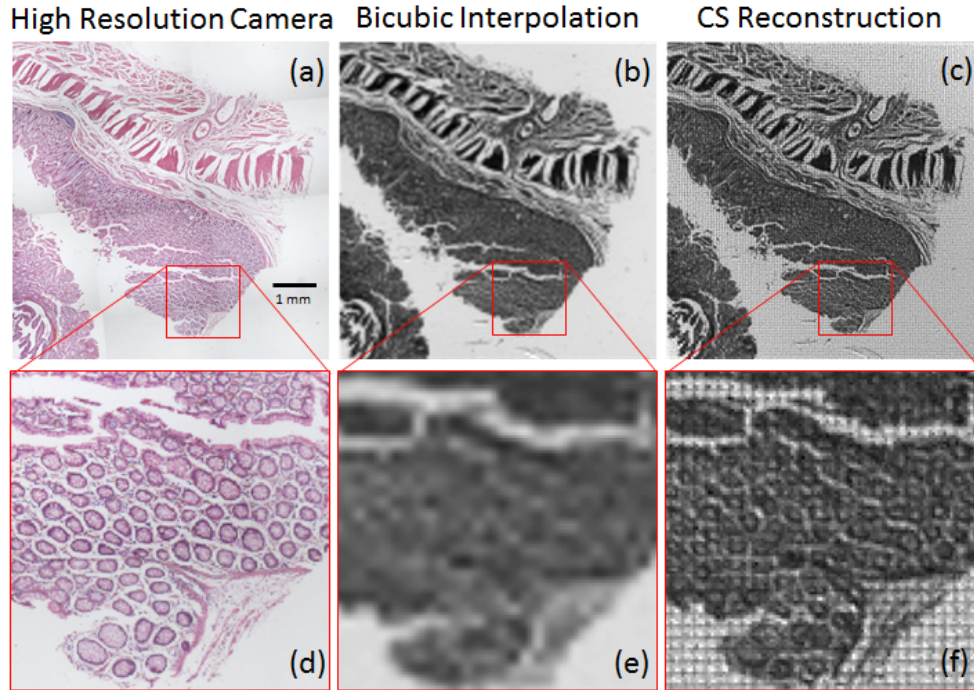 High Resolution Camera
Bicubic Interpolation
CS Reconstruction
(a)
(b)
(c)
1 mm
(d)
(e)
(f)